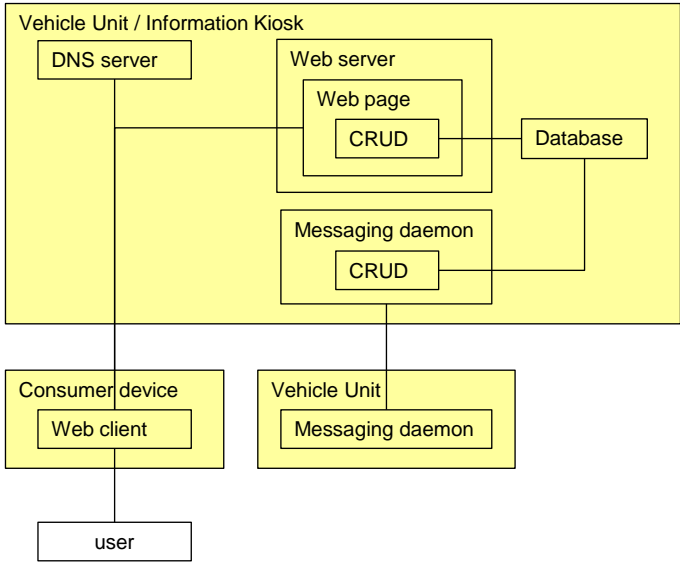 Vehicle Unit / Information Kiosk
DNS server
Web server
Web page
CRUD
Database
Messaging daemon
CRUD
Consumer device
Web client
Vehicle Unit
Messaging daemon
user